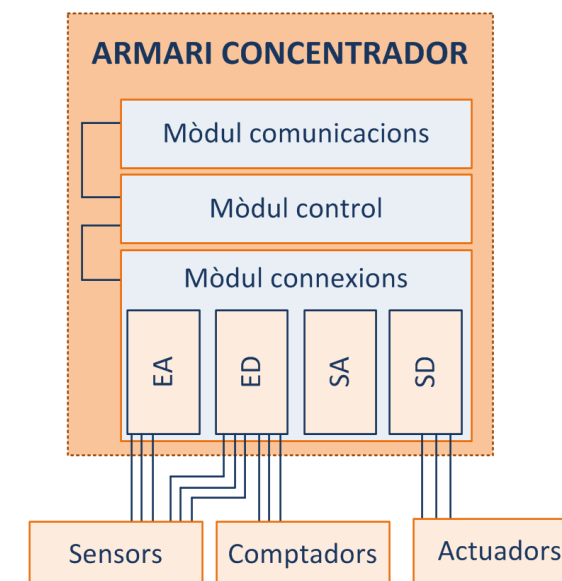 ARMARI CONCENTRADOR
Mòdul comunicacions
Mòdul control
Mòdul connexions
EA
ED
SA
SD
Sensors
Comptadors
Actuadors